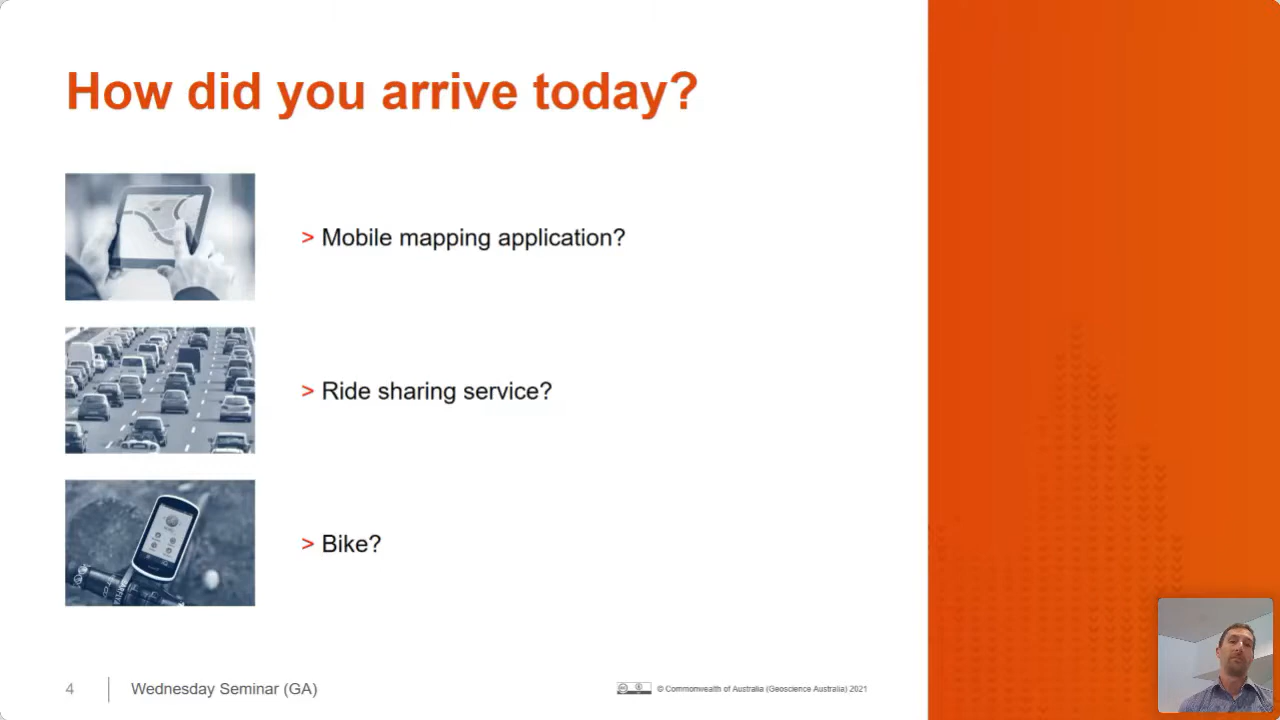 How did you arrive today?
> Mobile mapping application?
> Ride sharing service?
> Bike?
4
Wednesday Seminar (GA)
© Commonwealth of Australia (Geoscience Australia) 2021